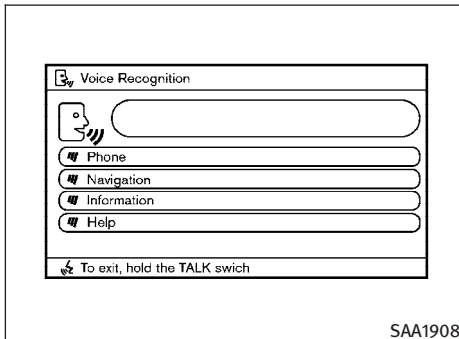 Voice Recognition
Phone
Navigation
Information
Help
To exit, hold the TALK swich
SAA1908